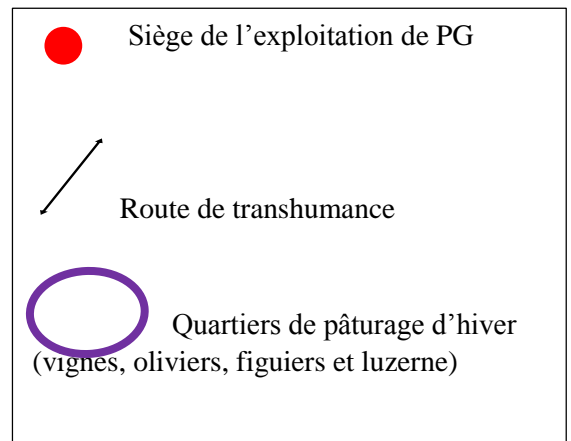 Siège de l’exploitation de PG
Route de transhumance
Quartiers de pâturage d’hiver
(vignes, oliviers, figuiers et luzerne)